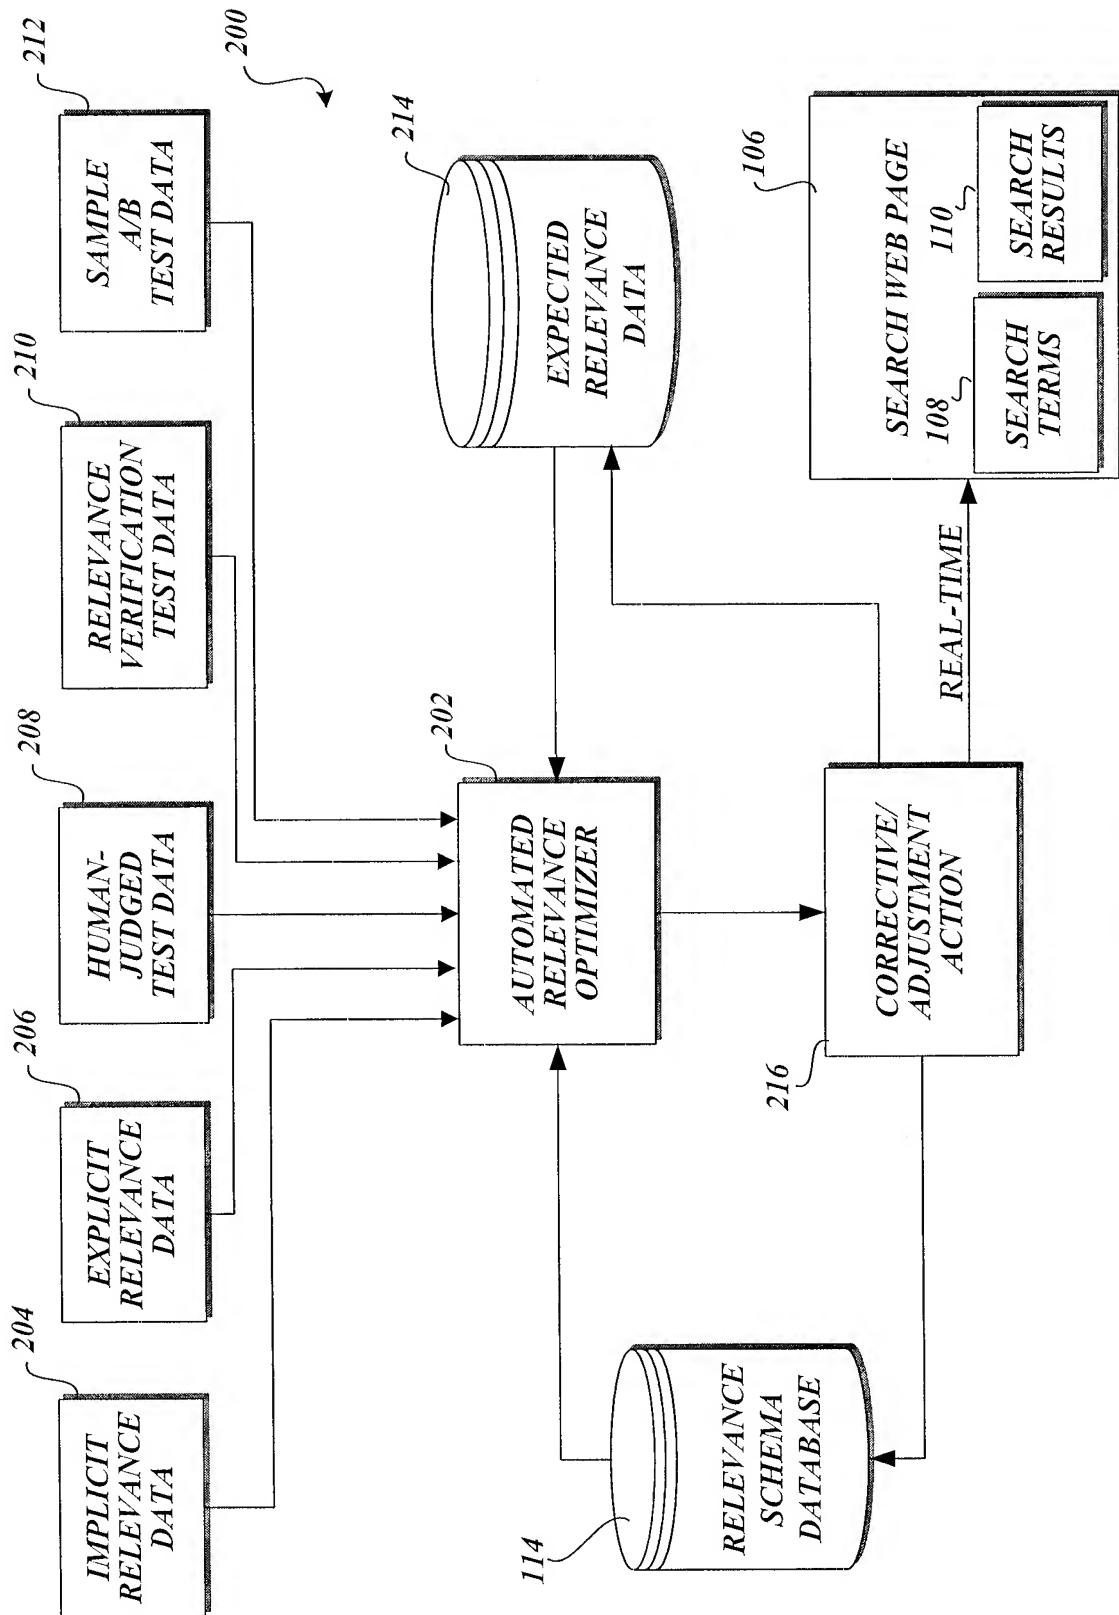 200
204
IMPLICIT
RELEVANCE
DATA
206
EXPLICIT
RELEVANCE
DATA
208
HUMAN-
JUDGED
TEST DATA
210
RELEVANCE
VERIFICATION
TEST DATA
212
SAMPLE
A/B
TEST DATA
114
RELEVANCE
SCHEMA
DATABASE
202
AUTOMATED
RELEVANCE
OPTIMIZER
214
EXPECTED
RELEVANCE
DATA
216
CORRECTIVE/
ADJUSTMENT
ACTION
REAL-TIME
106
SEARCH WEB PAGE
108
110
SEARCH
TERMS
SEARCH
RESULTS